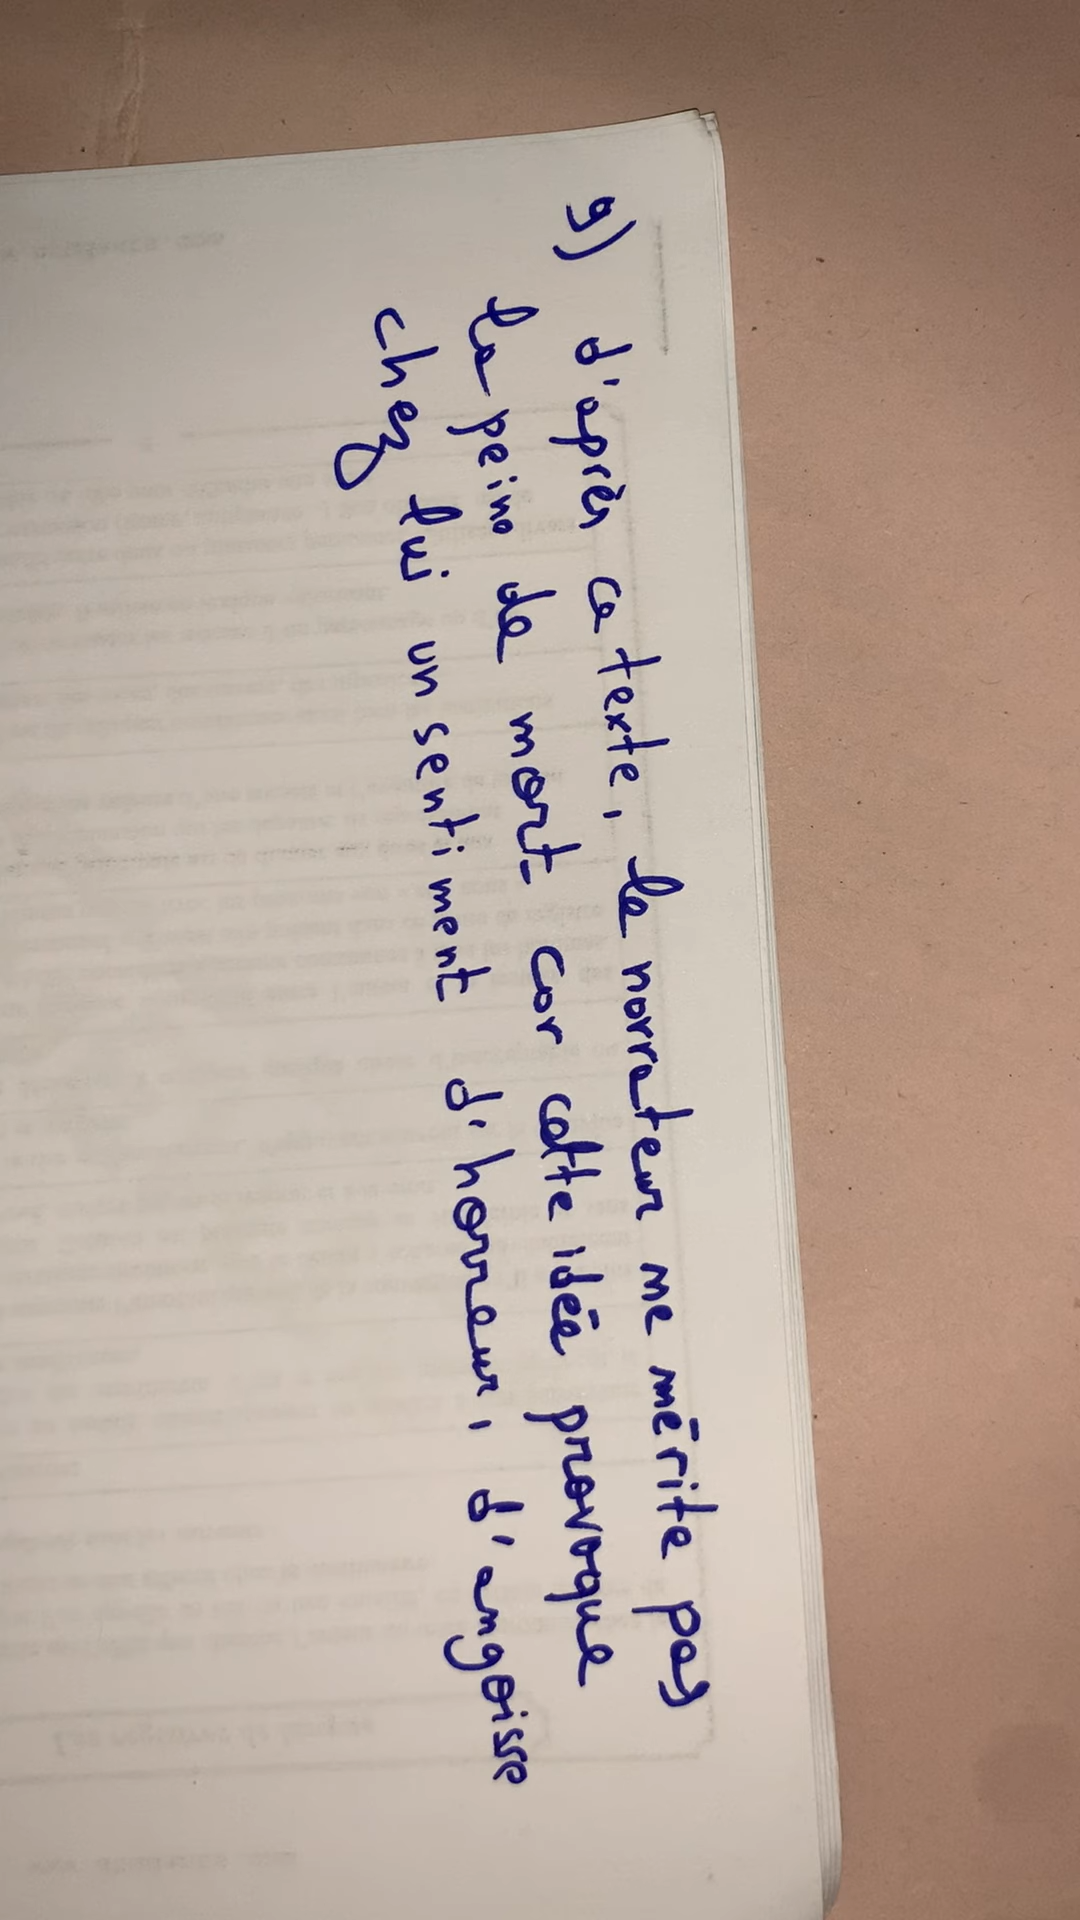 9) d'après ce texte, le narrateur me mérite pas
la peine de mort. car cette idée provoque
chez lui un sentiment d'horreur, d'angoisse